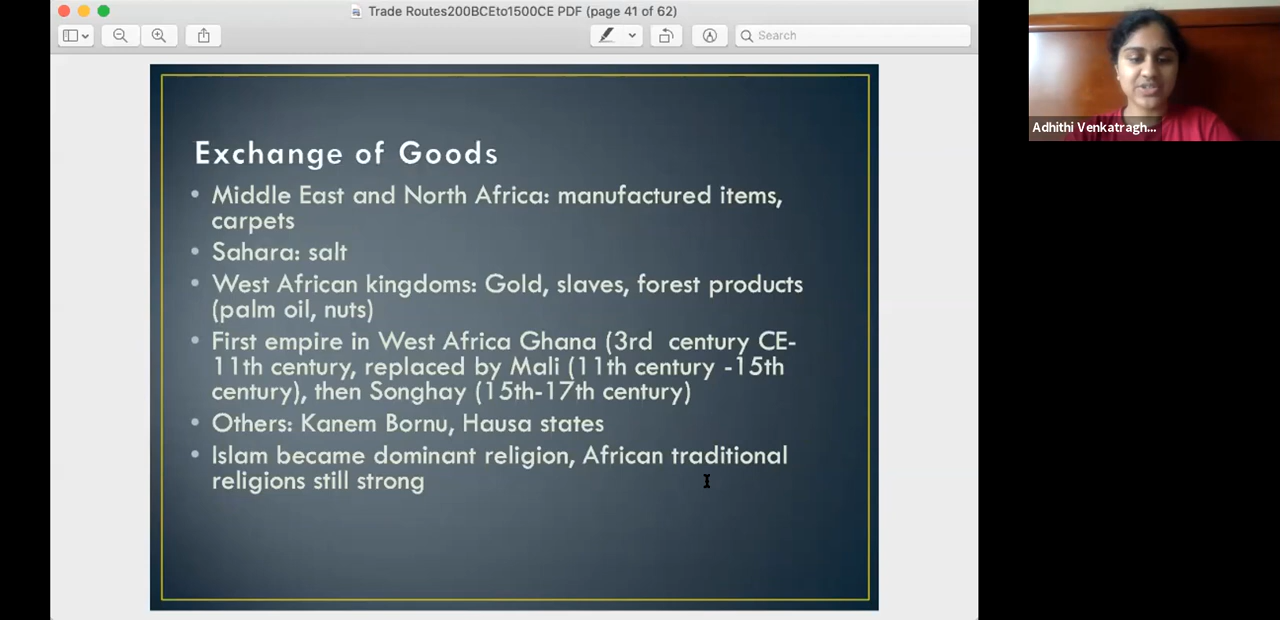 Trade Routes200BCEto1500CE PDF (page 41 of 62)
Search
Adhithi Venkatragh...
Exchange of Goods
• Middle East and North Africa: manufactured items,
carpets
• Sahara: salt
• West African kingdoms: Gold, slaves, forest products
(palm oil, nuts)
• First empire in West Africa Ghana (3rd  century CE-
11th century, replaced by Mali (11th century -15th
century), then Songhay (15th-17th century)
• Others: Kanem Bornu, Hausa states
• Islam became dominant religion, African traditional
religions still strong